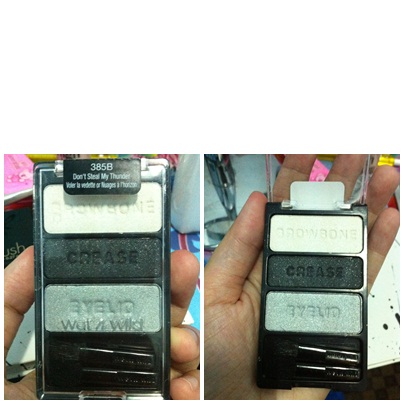 385B
Don't Steal My Thunder
Voler la vedette or Nuages à l'horizon
BROWBONE
CREASE
EYELID
wet n wild
BROWBONE
CREASE
EYELID